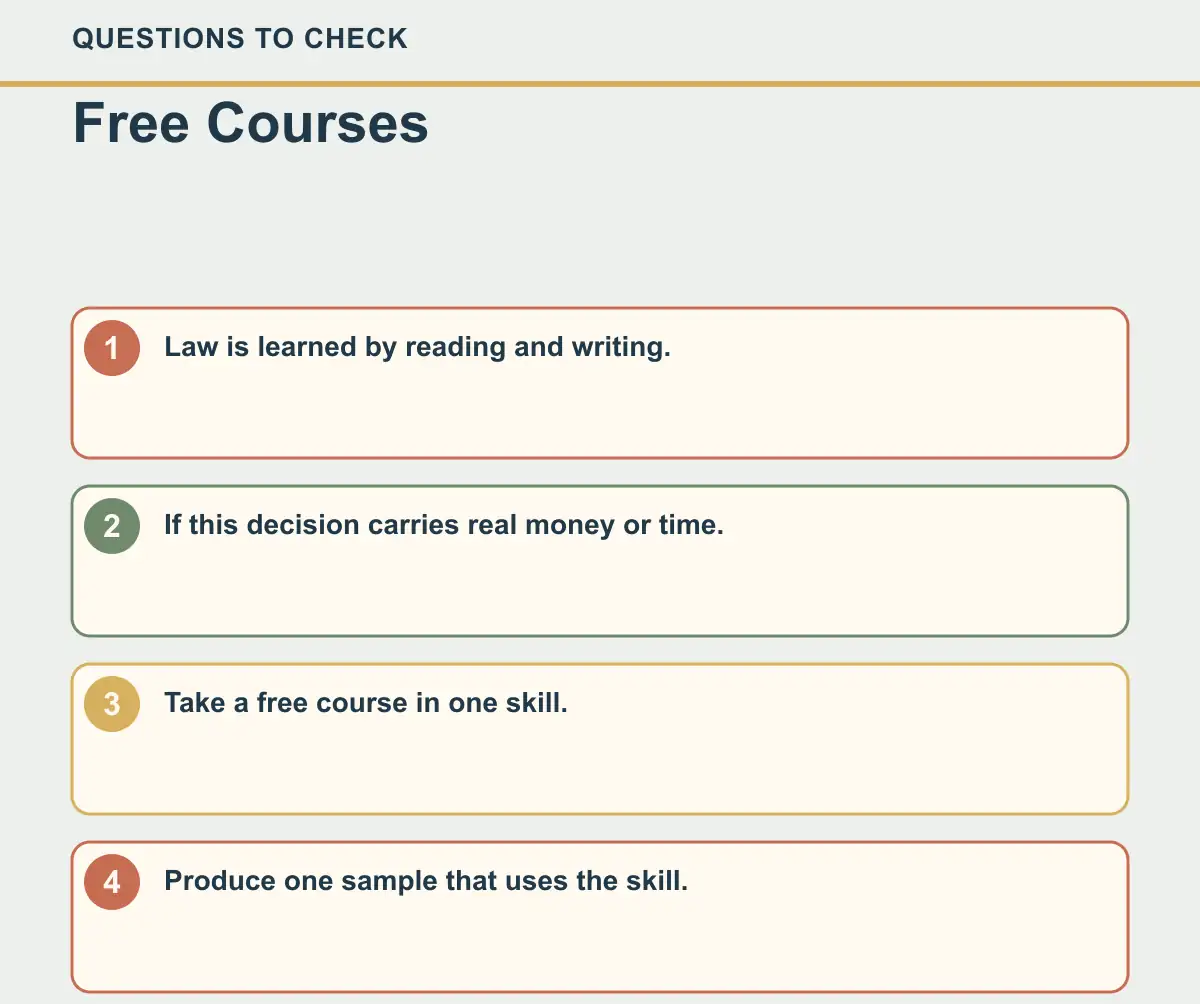 QUESTIONS TO CHECK
Free Courses
1 Law is learned by reading and writing.
2 If this decision carries real money or time.
3 Take a free course in one skill.
4 Produce one sample that uses the skill.